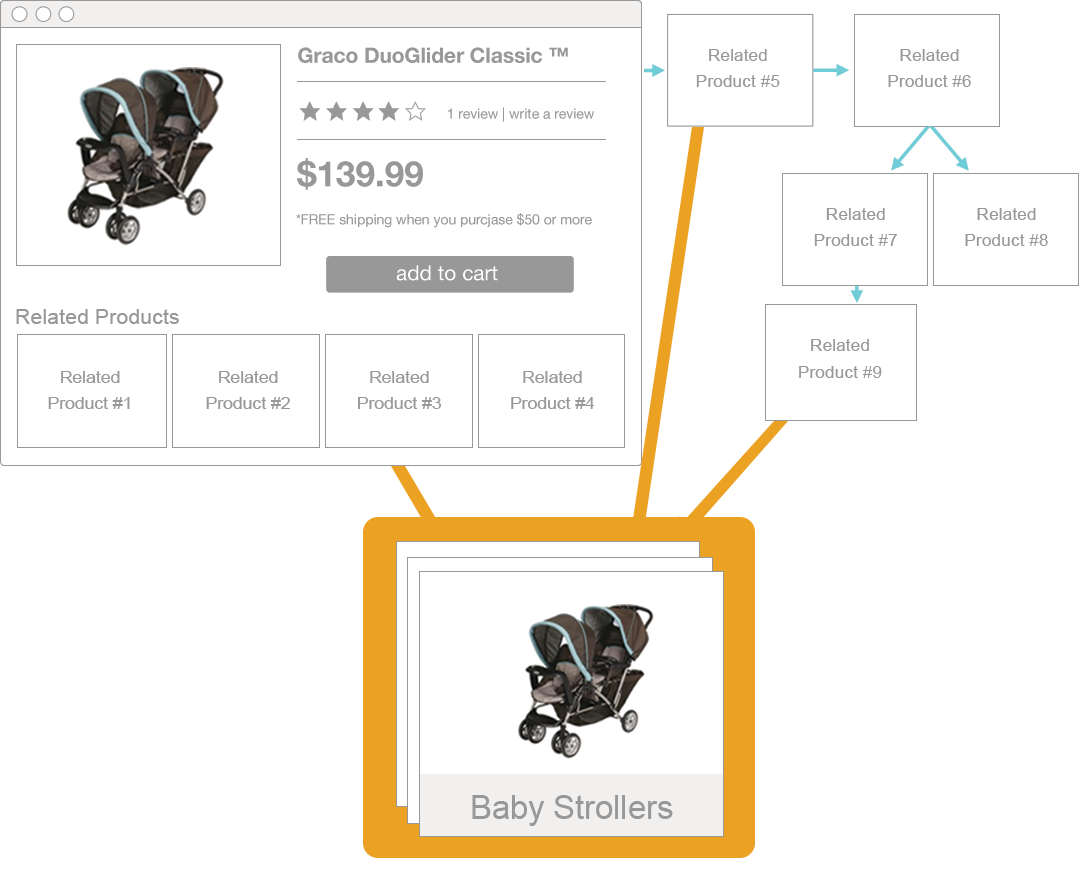 Graco DuoGlider Classic ™
1 review | write a review
$139.99
*FREE shipping when you purcjase $50 or more
add to cart
Related Products
Related
Product #1
Related
Product #2
Related
Product #3
Related
Product #4
Related
Product #5
Related
Product #6
Related
Product #7
Related
Product #8
Related
Product #9
Baby Strollers